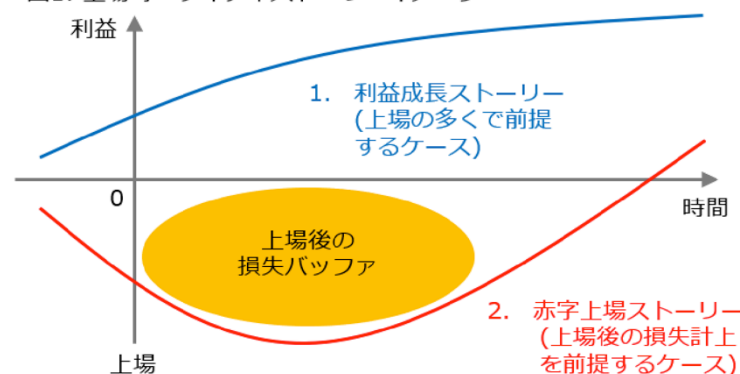 利益
1. 利益成長ストーリー
(上場の多くで前提
するケース)
0
時間
上場後の
損失バッファ
2. 赤字上場ストーリー
(上場後の損失計上
を前提するケース)
上場